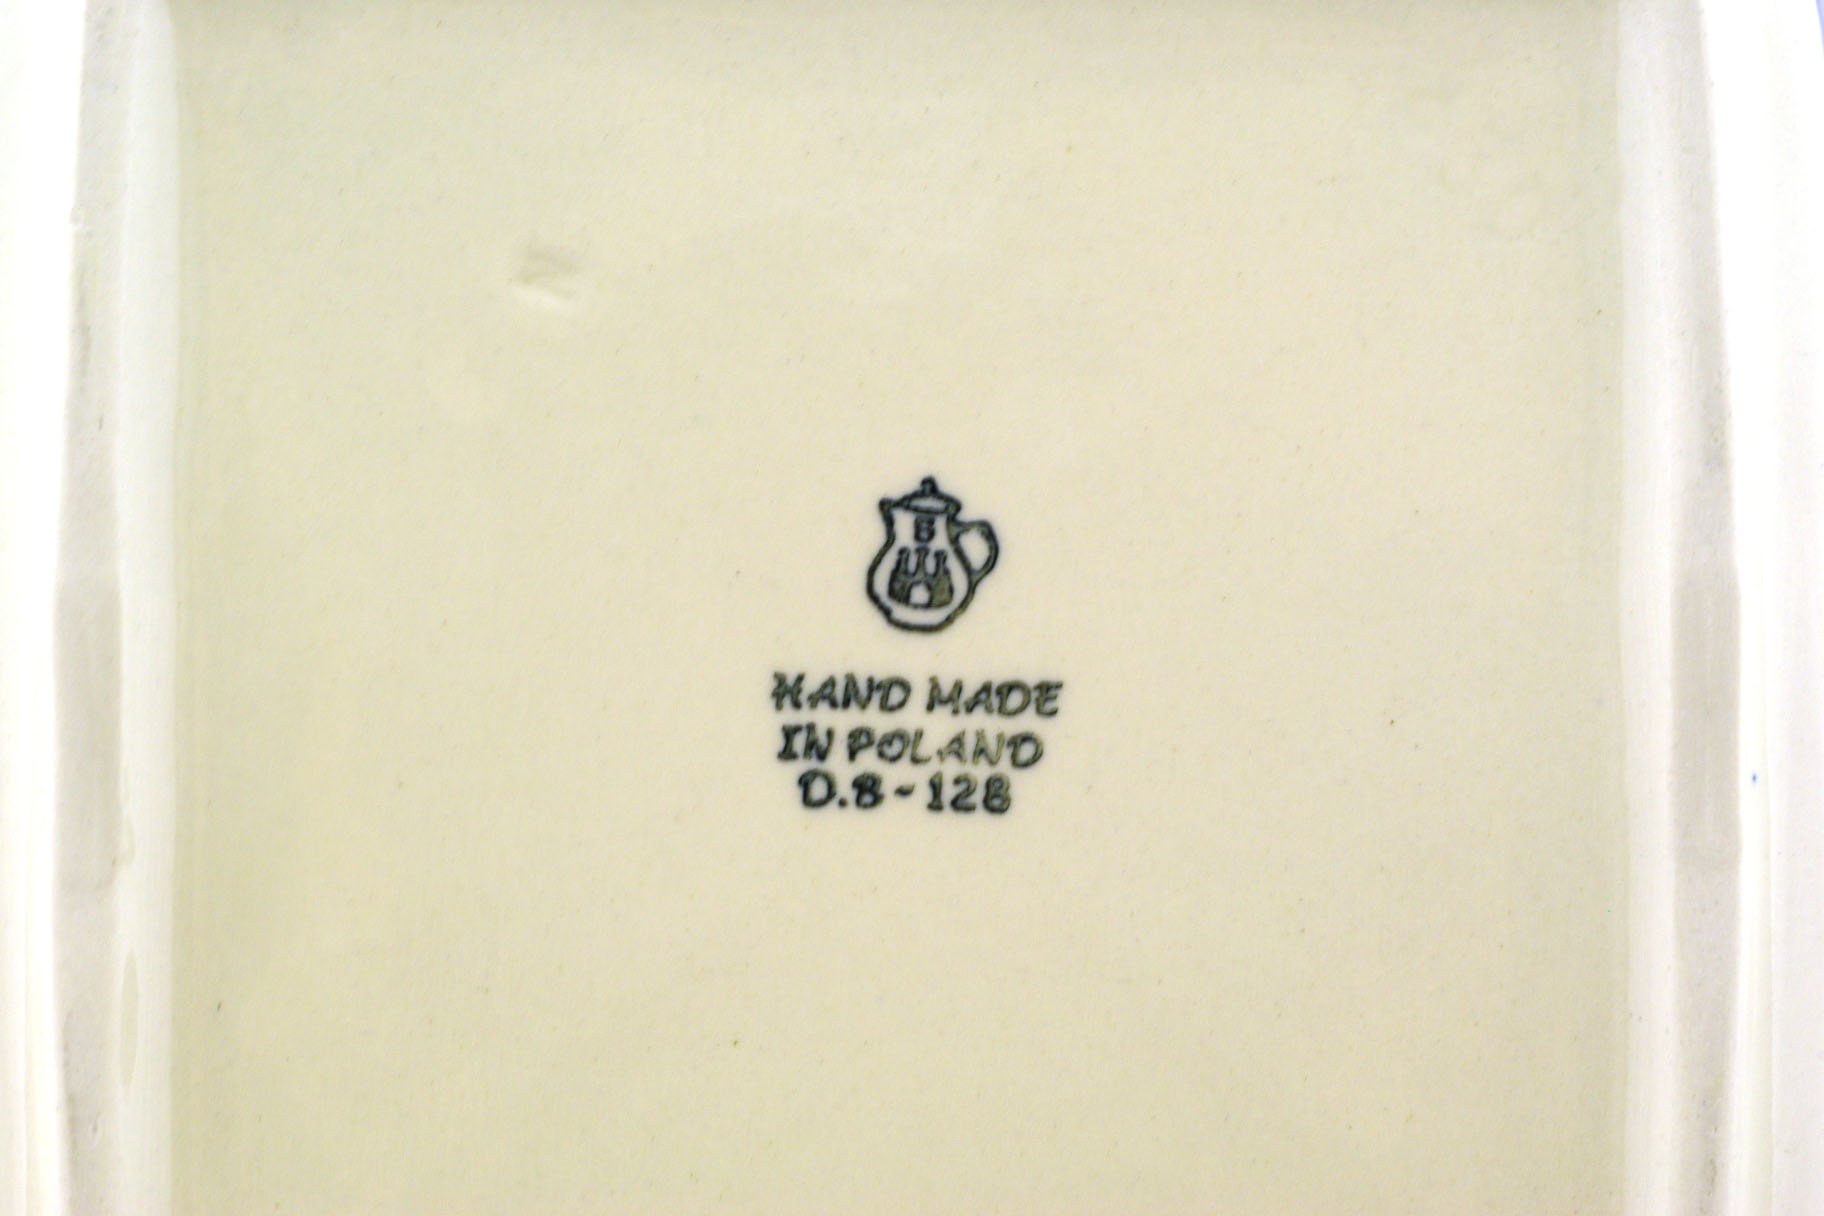 B
HAND MADE
IN POLAND
D.8-128
N